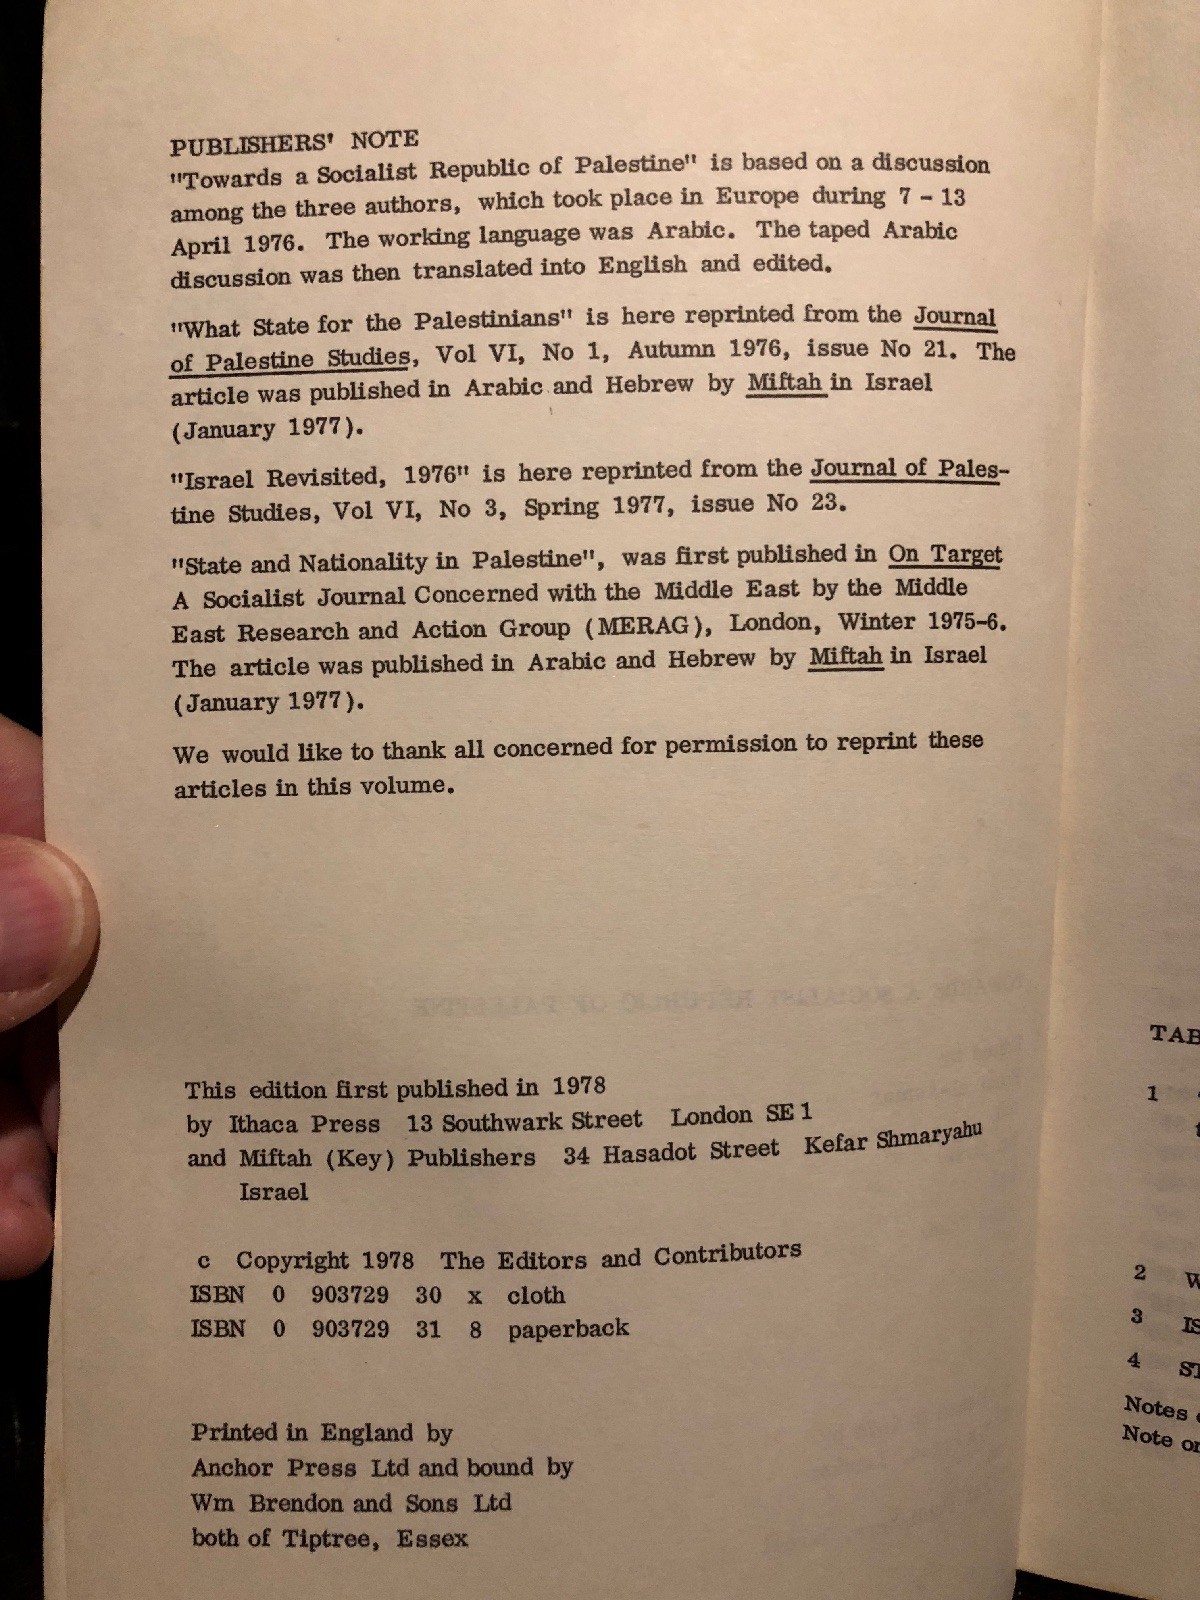 PUBLISHERS' NOTE
"Towards a Socialist Republic of Palestine" is based on a discussion
among the three authors, which took place in Europe during 7 - 13
April 1976. The working language was Arabic. The taped Arabic
discussion was then translated into English and edited.
"What State for the Palestinians" is here reprinted from the Journal
of Palestine Studies, Vol VI, No 1, Autumn 1976, issue No 21. The
article was published in Arabic and Hebrew by Miftah in Israel
(January 1977).
"Israel Revisited, 1976" is here reprinted from the Journal of Pales-
tine Studies, Vol VI, No 3, Spring 1977, issue No 23.
"State and Nationality in Palestine", was first published in On Target
A Socialist Journal Concerned with the Middle East by the Middle
East Research and Action Group (MERAG), London, Winter 1975-6.
The article was published in Arabic and Hebrew by Miftah in Israel
(January 1977).
We would like to thank all concerned for permission to reprint these
articles in this volume.
This edition first published in 1978
by Ithaca Press 13 Southwark Street London SE 1
and Miftah (Key) Publishers 34 Hasadot Street Kefar Shmaryahu
Israel
c Copyright 1978 The Editors and Contributors
ISBN 0 903729 30 x cloth
ISBN 0 903729 31 8 paperback
Printed in England by
Anchor Press Ltd and bound by
Wm Brendon and Sons Ltd
both of Tiptree, Essex
TAB
1
2 W
3 IS
4 ST
Notes
Note or